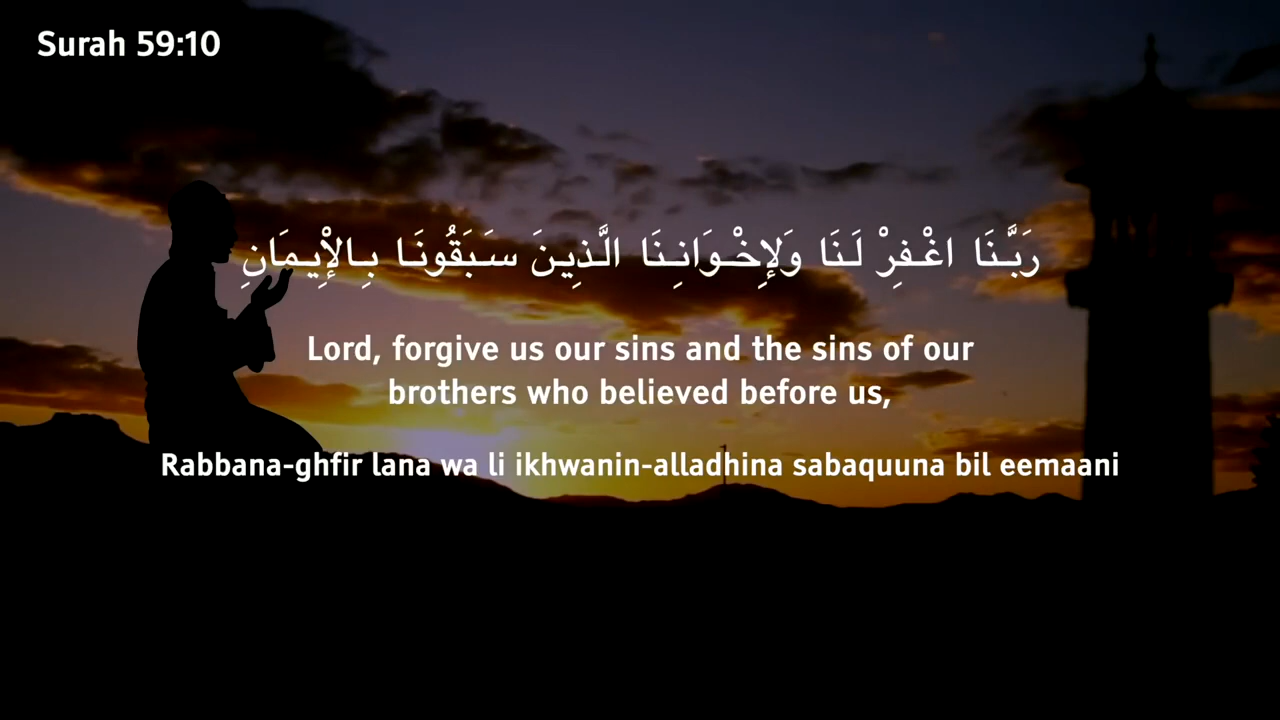 Surah 59:10
رَبَّنَا اغْفِرْ لَنَا وَلِإِخْوَانِنَا الَّذِينَ سَبَقُونَا بِالْإِيمَانِ
Lord, forgive us our sins and the sins of our
brothers who believed before us,
Rabbana-ghfir lana wa li ikhwanin-alladhina sabaquuna bil eemaani